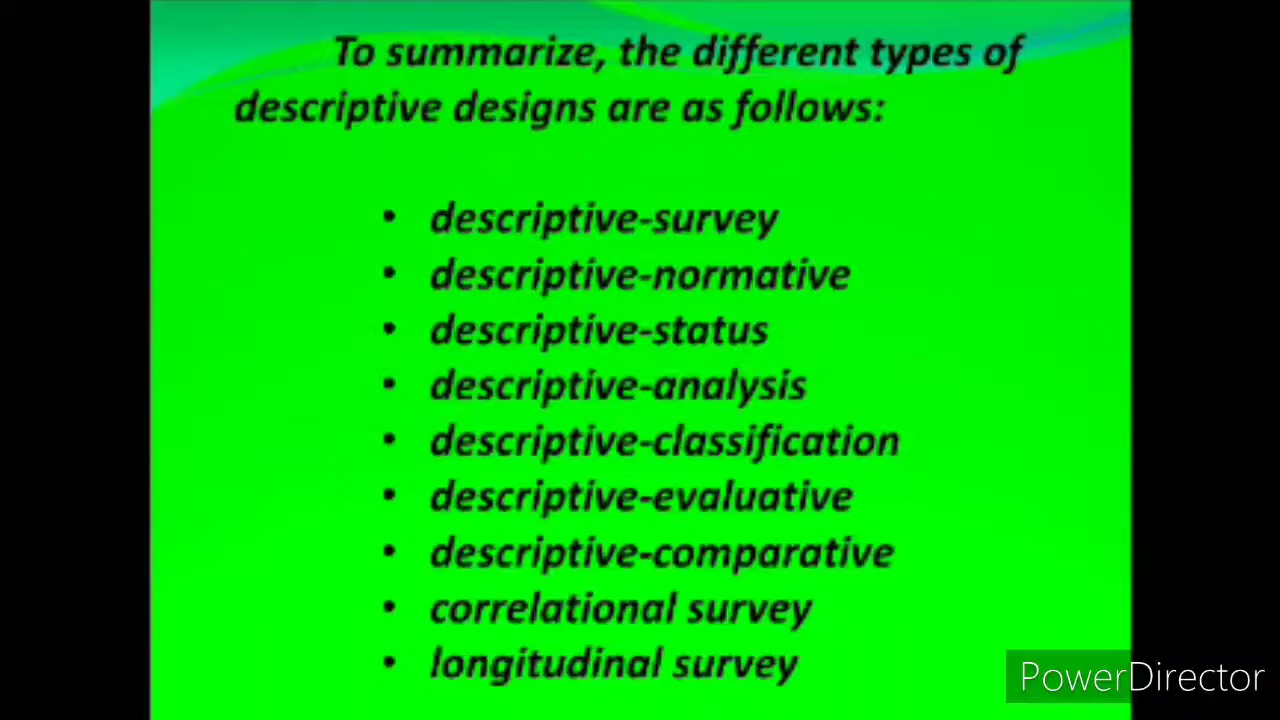 To summarize, the different types of
descriptive designs are as follows:
• descriptive-survey
• descriptive-normative
• descriptive-status
• descriptive-analysis
• descriptive-classification
• descriptive-evaluative
• descriptive-comparative
• correlational survey
• longitudinal survey
PowerDirector